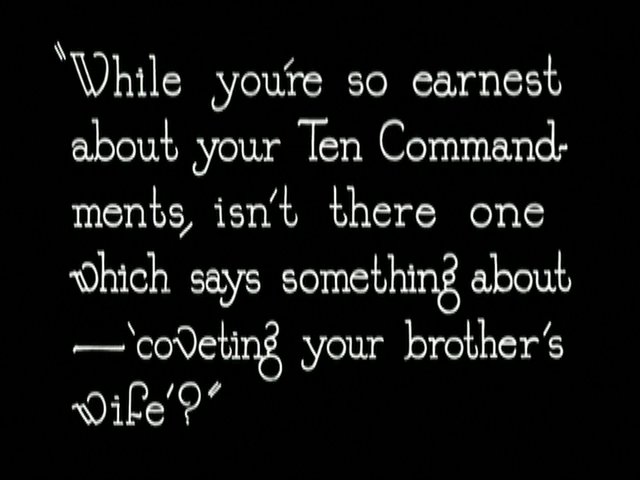 "While you're so earnest
about your Ten Command-
ments, isn't there one
which says something about
—'coveting your brother's
wife'?"